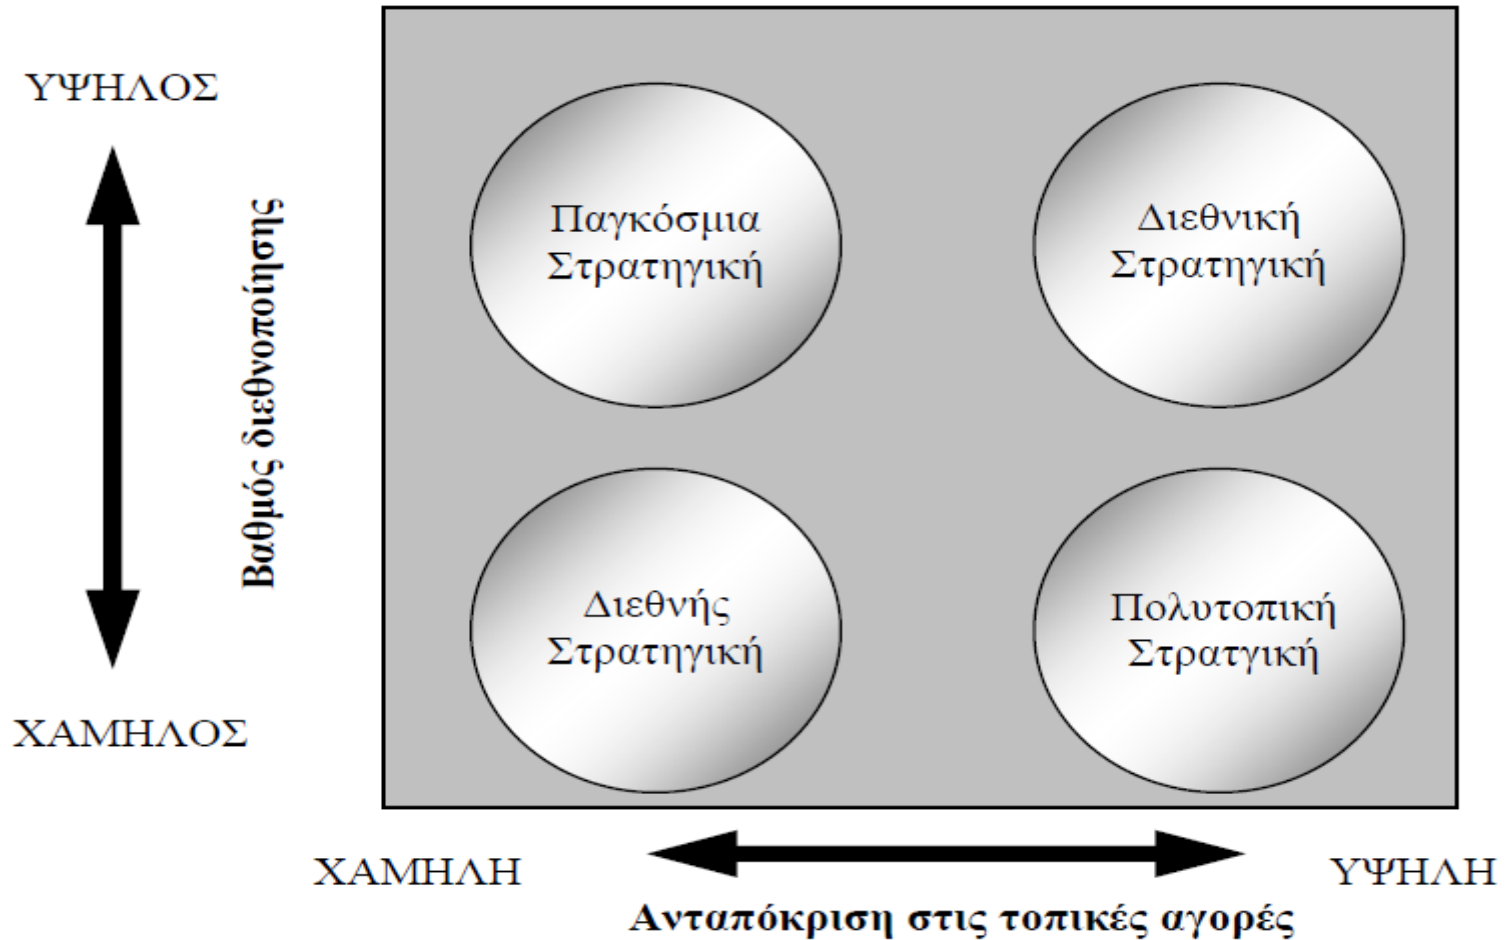 ΥΨΗΛΟΣ
Βαθμός διεθνοποίησης
ΧΑΜΗΛΟΣ
Παγκόσμια
Στρατηγική
Διεθνική
Στρατηγική
Διεθνής
Στρατηγική
Πολυτοπική
Στρατγική
ΧΑΜΗΛΗ
ΥΨΗΛΗ
Ανταπόκριση στις τοπικές αγορές